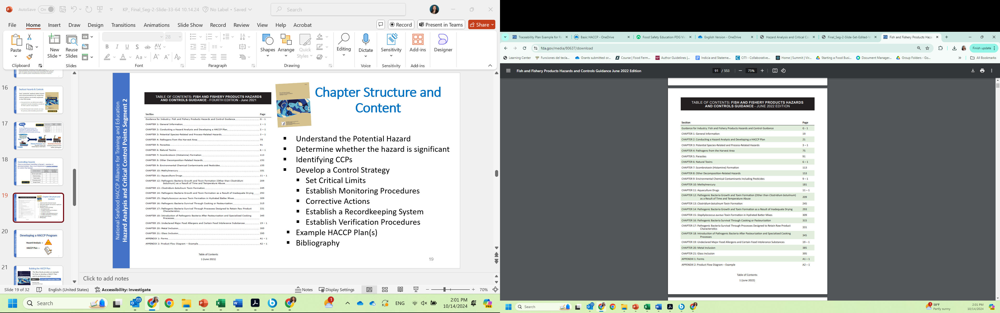 AutoSave On KP_ Final_Seg-2-Slide-33-64 10.14.24 No Label • Saved Search
File Home Insert Draw Design Transitions Animations Slide Show Record Review View Help Acrobat Record Present in Teams Share
28
B I U S ab AV
Aa A A
Paste New Slide Reuse Slides Shapes Arrange Quick Styles Editing Dictate Sensitivity Add-ins Designer
Clipboard Slides Font Paragraph Drawing Voice Sensitivity Add-ins
16
Seafood Hazards & Controls
17
18
Controlling Hazards
19
Chapter Structure and Content
20
Developing a HACCP Program
Hazard Analysis +
HACCP Plan =
21
Building the HACCP Plan
The Blue Book provides an example
for how to develop a HACCP Plan
and its preliminary steps
National Seafood HACCP Alliance for Training and Education
Hazard Analysis and Critical Control Points Segment 2
TABLE OF CONTENTS: FISH AND FISHERY PRODUCTS HAZARDS
AND CONTROLS GUIDANCE - FOURTH EDITION - June 2021
Section Page
Guidance for Industry: Fish and Fishery Products Hazards and Control Guidance G - 1
CHAPTER 1: General Information 1 – 1
CHAPTER 2: Conducting a Hazard Analysis and Developing a HACCP Plan 2 – 1
CHAPTER 3: Potential Species-Related and Process-Related Hazards 3 – 1
CHAPTER 4: Pathogens from the Harvest Area 75
CHAPTER 5: Parasites 91
CHAPTER 6: Natural Toxins 6 – 1
CHAPTER 7: Scombrotoxin (Histamine) Formation 113
CHAPTER 8: Other Decomposition-Related Hazards 153
CHAPTER 9: Environmental Chemical Contaminants and Pesticides 155
CHAPTER 10: Methylmercury 181
CHAPTER 11: Aquaculture Drugs 11 – 1
CHAPTER 12: Pathogenic Bacteria Growth and Toxin Formation (Other than Clostridium 209
botulinum) as a Result of Time and Temperature Abuse
CHAPTER 13: Clostridium botulinum Toxin Formation 245
CHAPTER 14: Pathogenic Bacteria Growth and Toxin Formation as a Result of Inadequate Drying 293
CHAPTER 15: Staphylococcus aureus Toxin Formation in Hydrated Batter Mixes 309
CHAPTER 16: Pathogenic Bacteria Survival Through Cooking or Pasteurization 315
CHAPTER 17: Pathogenic Bacteria Survival Through Processes Designed to Retain Raw Product 331
Characteristics
CHAPTER 18: Introduction of Pathogenic Bacteria After Pasteurization and Specialized Cooking 345
Processes
CHAPTER 19: Undeclared Major Food Allergens and Certain Food Intolerance Substances 19 – 1
CHAPTER 20: Metal Inclusion 385
CHAPTER 21: Glass Inclusion 395
APPENDIX 1: Forms A1 – 1
APPENDIX 2: Product Flow Diagram – Example A2 – 1
Table of Contents
1 (June 2021)
Chapter Structure and
Content
Understand the Potential Hazard
Determine whether the hazard is significant
Identifying CCPs
Develop a Control Strategy
Set Critical Limits
Establish Monitoring Procedures
Corrective Actions
Establish a Recordkeeping System
Establish Verification Procedures
Example HACCP Plan(s)
Bibliography
19
Click to add notes
Slide 19 of 32 English (United States) Accessibility: Investigate Notes Display Settings 70%
Search 1 ENG 2:01 PM
10/14/2024
PRE
Traceability Plan Example for Re Basic HACCP - OneDrive Food Safety Education PDG Vic English Version - OneDrive Hazard Analysis and Critical Co Final_Seg-2-Slide-Set-Edited-V Fish and Fishery Products Haza
fda.gov/media/80637/download Finish update
Learning Center Funciones del tecla... Grants submitted or... Course | Food Ferm... Author Guidelines |... Indicia and Stateme... CITI - Collaborative... Home | Summit | Vir... Starting a Food Busi... Document Manager... Group Folders - Go... All Bookmarks
Fish and Fishery Products Hazards and Controls Guidance June 2022 Edition 91 / 553 75%
TABLE OF CONTENTS: FISH AND FISHERY PRODUCTS HAZARDS
AND CONTROLS GUIDANCE - JUNE 2022 EDITION
Section Page
Guidance for Industry: Fish and Fishery Products Hazards and Control Guidance G - 1
CHAPTER 1: General Information 19
CHAPTER 2: Conducting a Hazard Analysis and Developing a HACCP Plan 21
CHAPTER 3: Potential Species-Related and Process-Related Hazards 3 – 1
CHAPTER 4: Pathogens from the Harvest Area 75
CHAPTER 5: Parasites 91
CHAPTER 6: Natural Toxins 6 – 1
CHAPTER 7: Scombrotoxin (Histamine) Formation 113
CHAPTER 8: Other Decomposition-Related Hazards 153
CHAPTER 9: Environmental Chemical Contaminants Including Pesticides 9 – 1
CHAPTER 10: Methylmercury 181
CHAPTER 11: Aquaculture Drugs 11 – 1
CHAPTER 12: Pathogenic Bacteria Growth and Toxin Formation (Other than Clostridium botulinum)
as a Result of Time and Temperature Abuse 209
CHAPTER 13: Clostridium botulinum Toxin Formation 245
CHAPTER 14: Pathogenic Bacteria Growth and Toxin Formation as a Result of Inadequate Drying 293
CHAPTER 15: Staphylococcus aureus Toxin Formation in Hydrated Batter Mixes 309
CHAPTER 16: Pathogenic Bacteria Survival Through Cooking or Pasteurization 315
CHAPTER 17: Pathogenic Bacteria Survival Through Processes Designed to Retain Raw Product
Characteristics 331
CHAPTER 18: Introduction of Pathogenic Bacteria After Pasteurization and Specialized Cooking
Processes 345
CHAPTER 19: Undeclared Major Food Allergens and Certain Food Intolerance Substances 19 – 1
CHAPTER 20: Metal Inclusion 385
CHAPTER 21: Glass Inclusion 395
APPENDIX 1: Forms A1 – 1
APPENDIX 2: Product Flow Diagram – Example A2 – 1
Table of Contents
1 (June 2022)
Search 1 58°F
Partly sunny
2:01 PM
10/14/2024
PRE